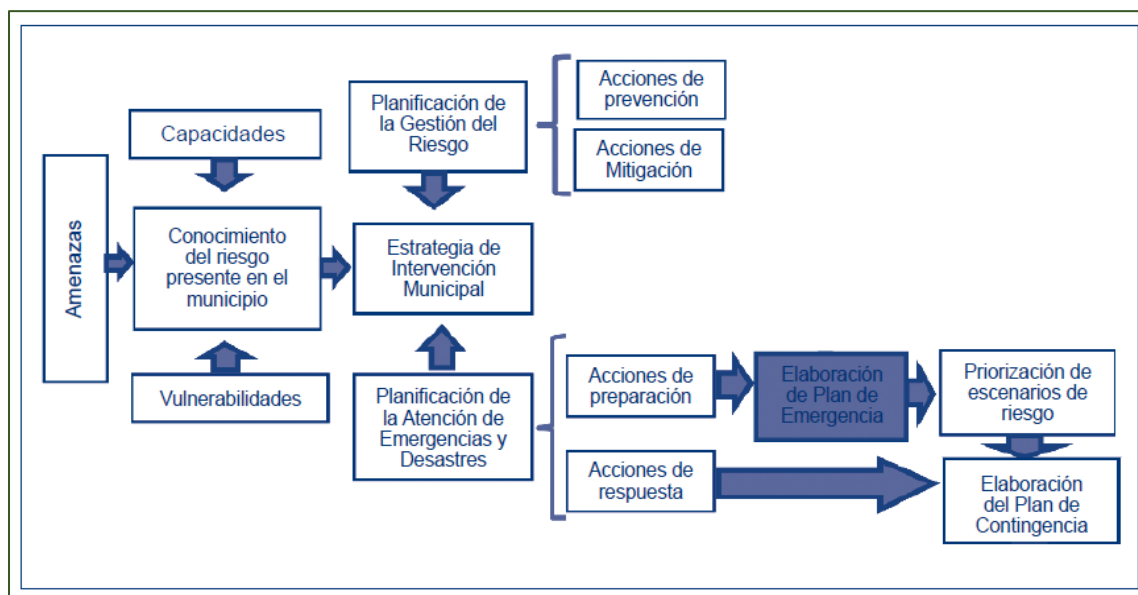 Amenazas
Capacidades
Conocimiento
del riesgo
presente en el
municipio
Vulnerabilidades
Planificación de
la Gestión del
Riesgo
Acciones de
prevención
Acciones de
Mitigación
Estrategia de
Intervención
Municipal
Planificación de
la Atención de
Emergencias y
Desastres
Acciones de
preparación
Elaboración
de Plan de
Emergencia
Priorización de
escenarios de
riesgo
Acciones de
respuesta
Elaboración
del Plan de
Contingencia